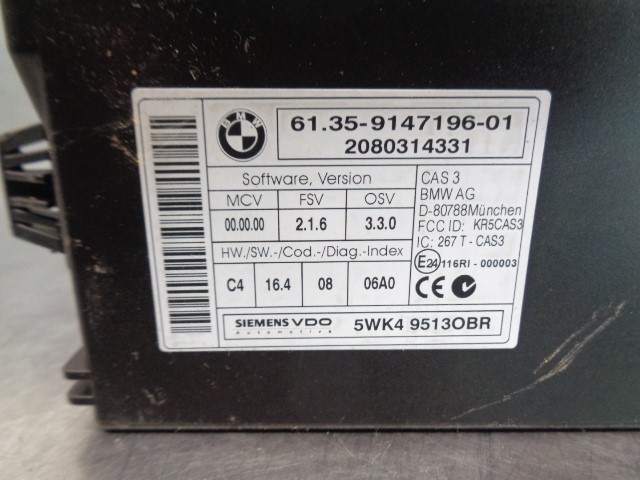 BMW
61.35-9147196-01
2080314331
Software, Version
MCV FSV OSV
00.00.00 2.1.6 3.3.0
HW./SW.-/Cod.-/Diag.-Index
C4 16.4 08 06A0
CAS 3
BMW AG
D-80788München
FCC ID: KR5CAS3
IC: 267 T - CAS3
E24 116RI - 000003
CE
SIEMENS VDO
Automotive
5WK4 9513OBR